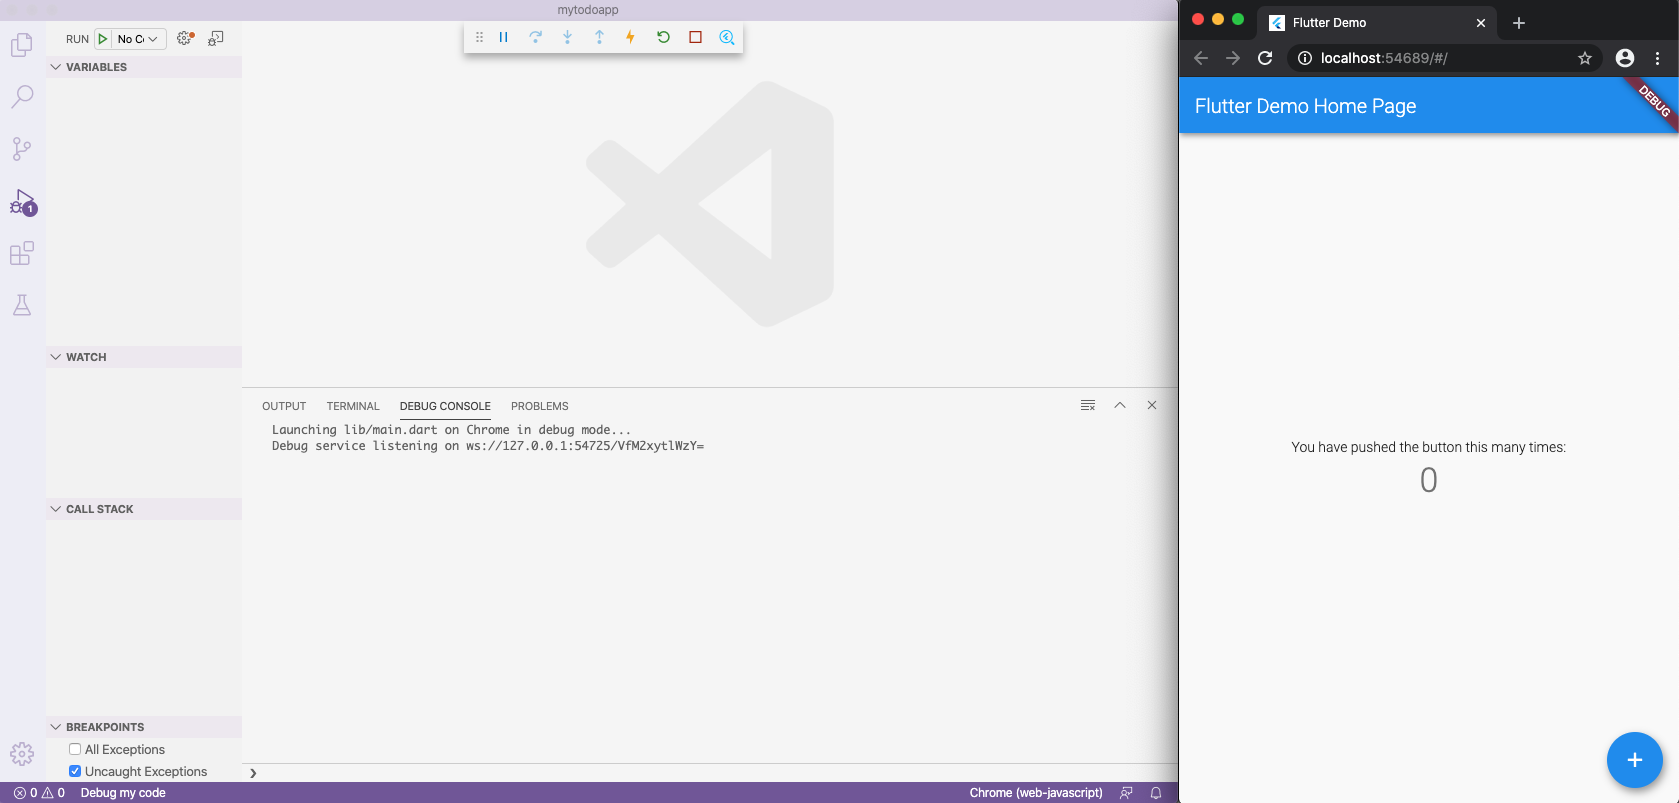 mytodoapp
RUN
No Co
VARIABLES
WATCH
CALL STACK
BREAKPOINTS
All Exceptions
Uncaught Exceptions
1
OUTPUT TERMINAL DEBUG CONSOLE PROBLEMS
Launching lib/main.dart on Chrome in debug mode...
Debug service listening on ws://127.0.0.1:54725/VfM2xytlWzY=
0 0 Debug my code
Chrome (web-javascript)
Flutter Demo
localhost:54689/#/
Flutter Demo Home Page
DEBUG
You have pushed the button this many times:
0